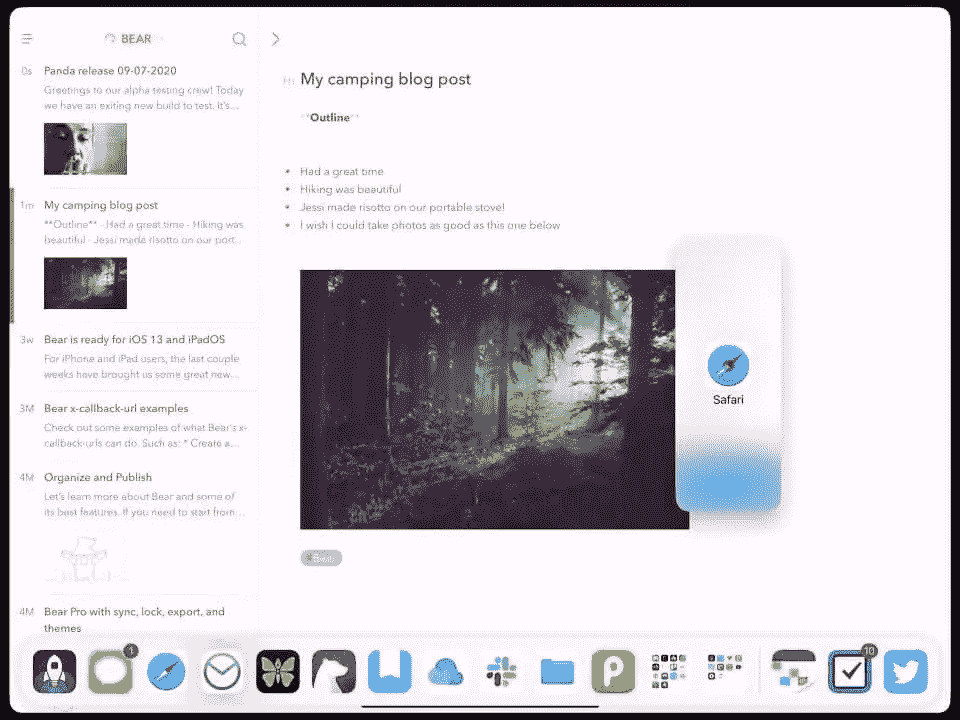 BEAR
0s Panda release 09-07-2020
Greetings to our alpha testing crew! Today
we have an exiting new build to test. It's...
1m My camping blog post
**Outline** - Had a great time - Hiking was
beautiful - Jessi made risotto on our port...
3w Bear is ready for iOS 13 and iPadOS
For iPhone and iPad users, the last couple
weeks have brought us some great new...
3M Bear x-callback-url examples
Check out some examples of what Bear's x-
callback-urls can do. Such as: * Create a...
4M Organize and Publish
Let's learn more about Bear and some of
its best features. If you need to start from...
4M Bear Pro with sync, lock, export, and
themes
H1 My camping blog post
**Outline**
• Had a great time
• Hiking was beautiful
• Jessi made risotto on our portable stove!
• I wish I could take photos as good as this one below
Safari
1
10